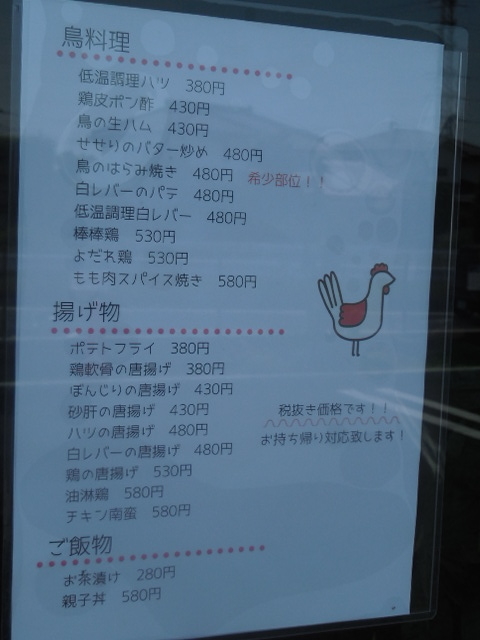 鳥料理
低温調理ハツ 380円
鶏皮ポン酢 430円
鳥の生ハム 430円
せせりのバター炒め 480円
鳥のはらみ焼き 480円 希少部位！！
白レバーのパテ 480円
低温調理白レバー 480円
棒棒鶏 530円
よだれ鶏 530円
もも肉スパイス焼き 580円
揚げ物
ポテトフライ 380円
鶏軟骨の唐揚げ 380円
ぼんじりの唐揚げ 430円
砂肝の唐揚げ 430円
ハツの唐揚げ 480円
白レバーの唐揚げ 480円
鶏の唐揚げ 530円
油淋鶏 580円
チキン南蛮 580円
税抜き価格です！！
お持ち帰り対応致します！
ご飯物
お茶漬け 280円
親子丼 580円